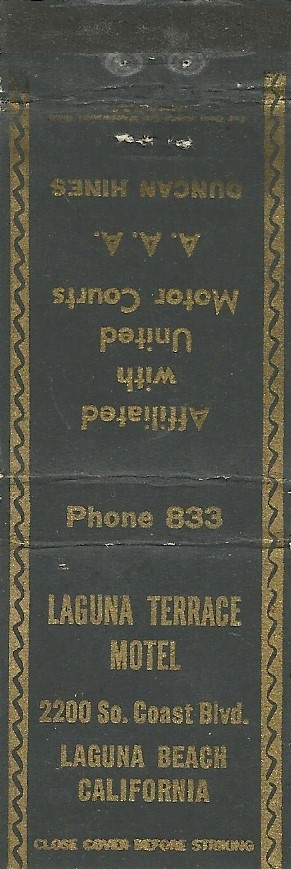 LAGUNA TERRACE
MOTEL
2200 So. Coast Blvd.
LAGUNA BEACH
CALIFORNIA
CLOSE COVER BEFORE STRIKING
Phone 833
Affiliated
with
United
Motor Courts
A. A. A.
DUNCAN HINES